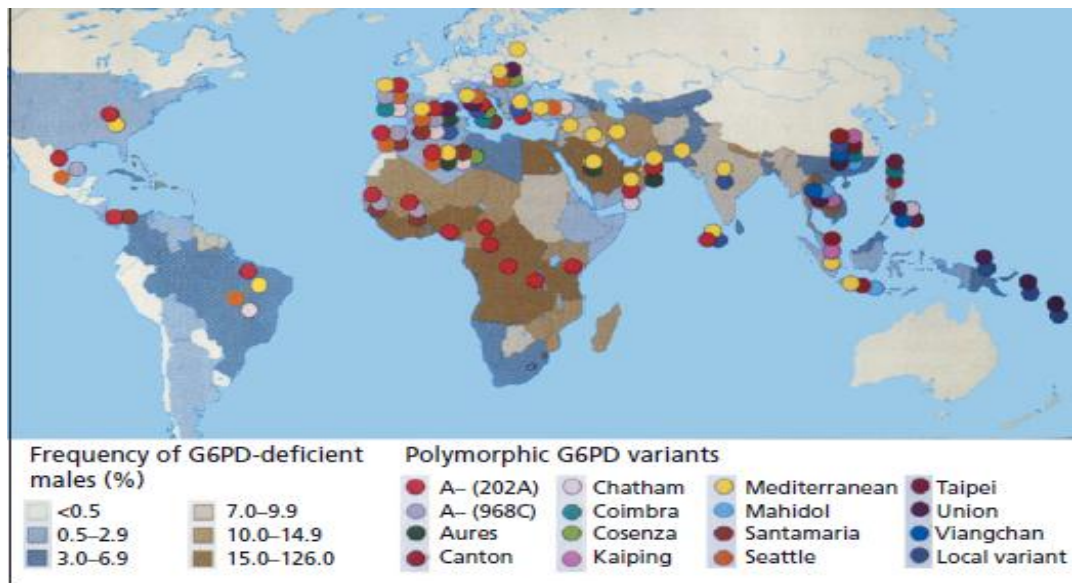 Frequency of G6PD-deficient
males (%)
<0.5
0.5–2.9
3.0–6.9
7.0–9.9
10.0–14.9
15.0–126.0
Polymorphic G6PD variants
A– (202A)
A– (968C)
Aures
Canton
Chatham
Coimbra
Cosenza
Kaiping
Mediterranean
Mahidol
Santamaria
Seattle
Taipei
Union
Viangchan
Local variant